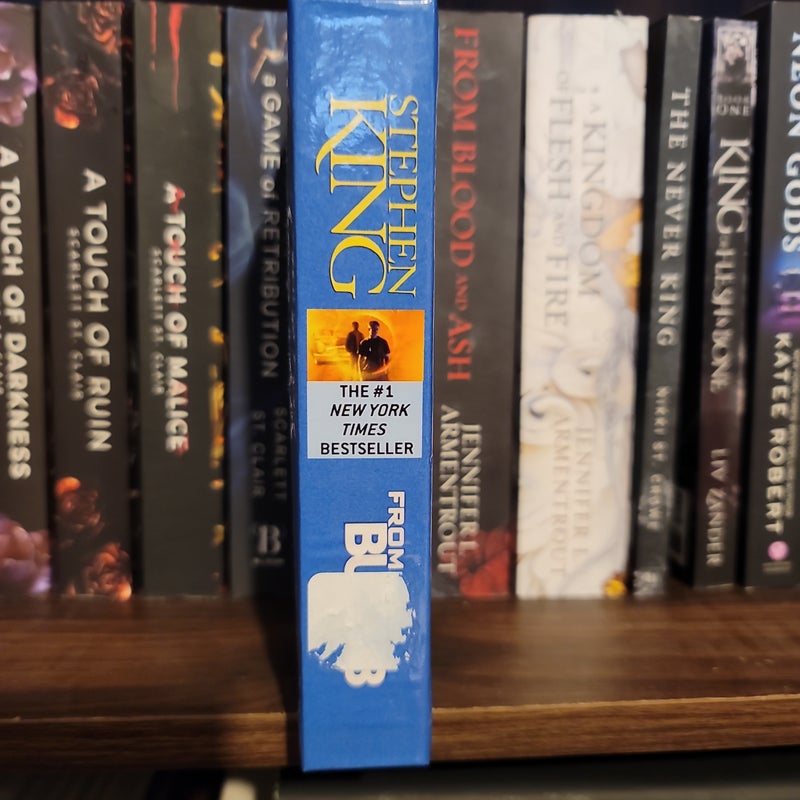 A TOUCH OF DARKNESS
A TOUCH OF RUIN
SCARLETT ST. CLAIR
A TOUCH OF MALICE
SCARLETT ST. CLAIR
a GAME of RETRIBUTION
SCARLETT
ST. CLAIR
STEPHEN
KING
THE #1
NEW YORK
TIMES
BESTSELLER
FROM
BU
B
FROM BLOOD AND ASH
JENNIFER L.
ARMENTROUT
A KINGDOM
OF FLESH AND FIRE
JENNIFER L.
ARMENTROUT
THE NEVER KING
NIKKI ST. CROWE
BOOK
ONE
KING of FLESH & BONE
LIV ZANDER
NEON GODS
KATEE ROBERT